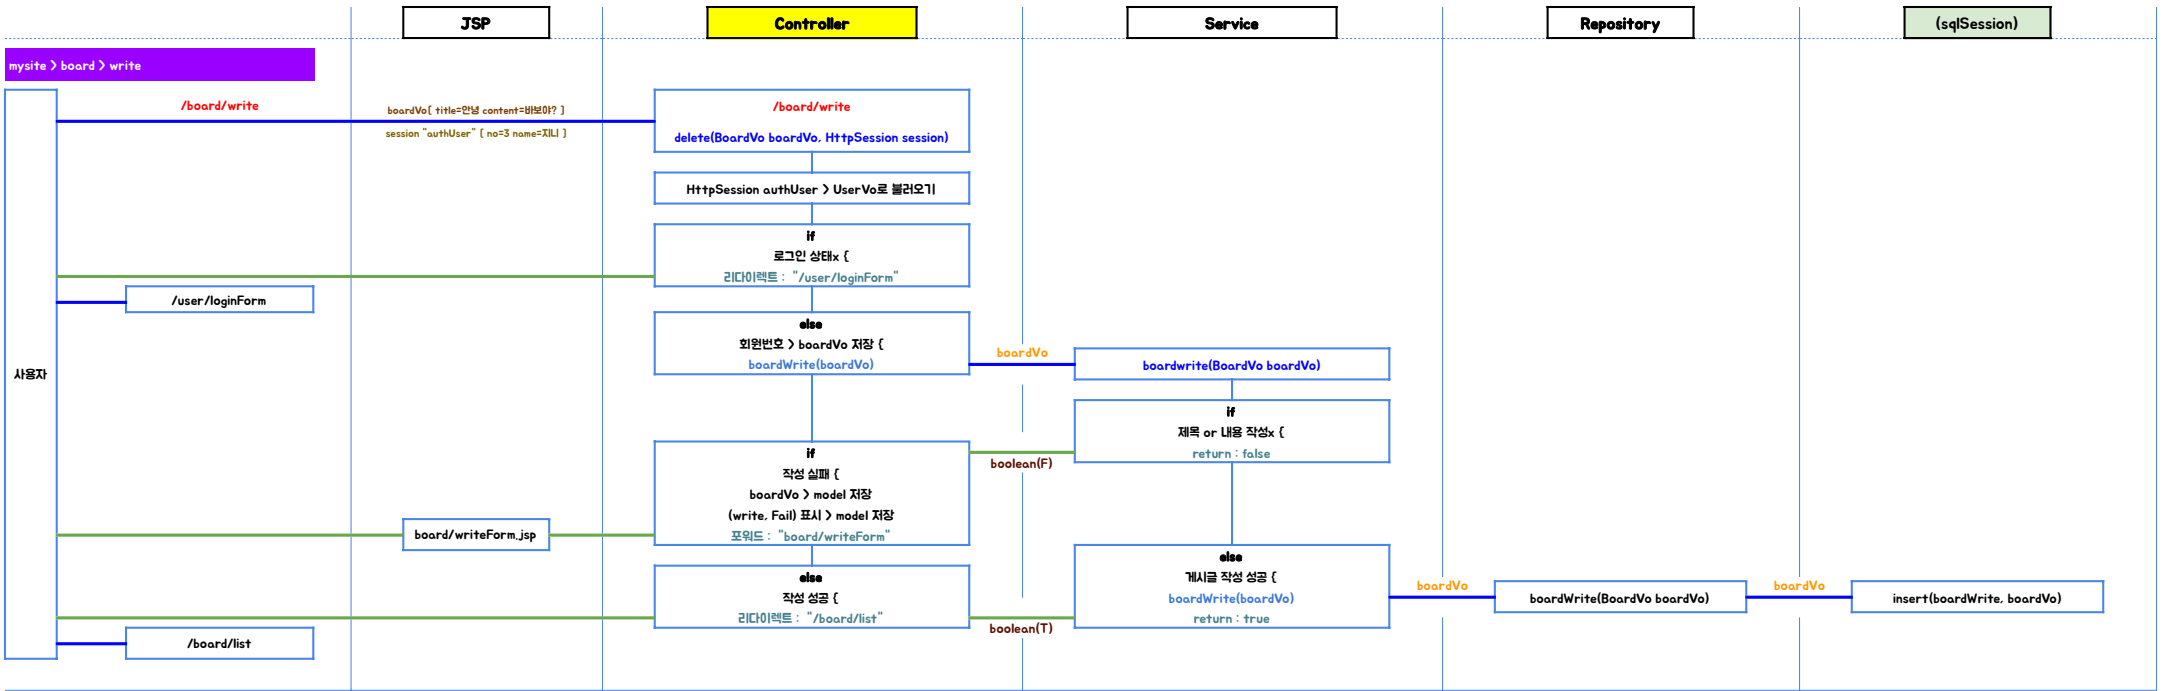 JSP
Controller
Service
Repository
(sqlSession)
mysite > board > write
/board/write
boardVo[ title=안녕 content=바보야? ]
session "authUser" [ no=3 name=지니 ]
/board/write
delete(BoardVo boardVo, HttpSession session)
HttpSession authUser > UserVo로 불러오기
if
로그인 상태x {
리다이렉트 : "/user/loginForm"
/user/loginForm
else
회원번호 > boardVo 저장 {
boardWrite(boardVo)
boardVo
boardwrite(BoardVo boardVo)
사용자
if
제목 or 내용 작성x {
return : false
boolean(F)
if
작성 실패 {
boardVo > model 저장
(write, Fail) 표시 > model 저장
포워드 : "board/writeForm"
board/writeForm.jsp
else
게시글 작성 성공 {
boardWrite(boardVo)
return : true
boardVo
boardWrite(BoardVo boardVo)
boardVo
insert(boardWrite, boardVo)
else
작성 성공 {
리다이렉트 : "/board/list"
boolean(T)
/board/list